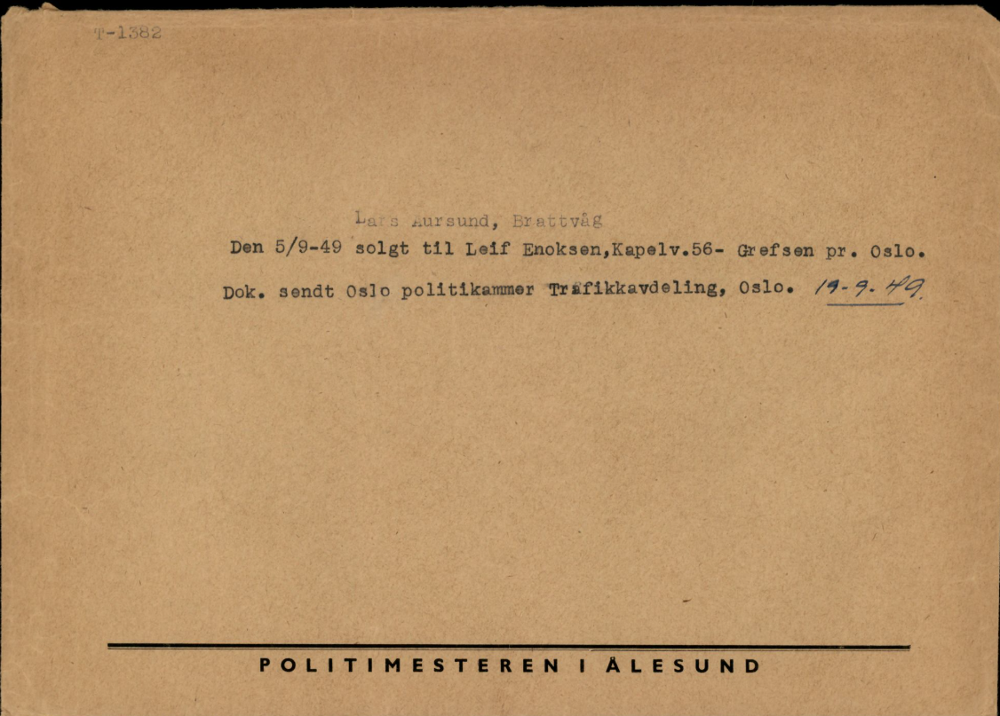 T-1382
Lars Aursund, Brattvåg
Den 5/9-49 solgt til Leif Enoksen,Kapelv.56- Grefsen pr. Oslo.
Dok. sendt Oslo politikammer Trafikkavdeling, Oslo. 19-9-49.
POLITIMESTEREN I ÅLESUND